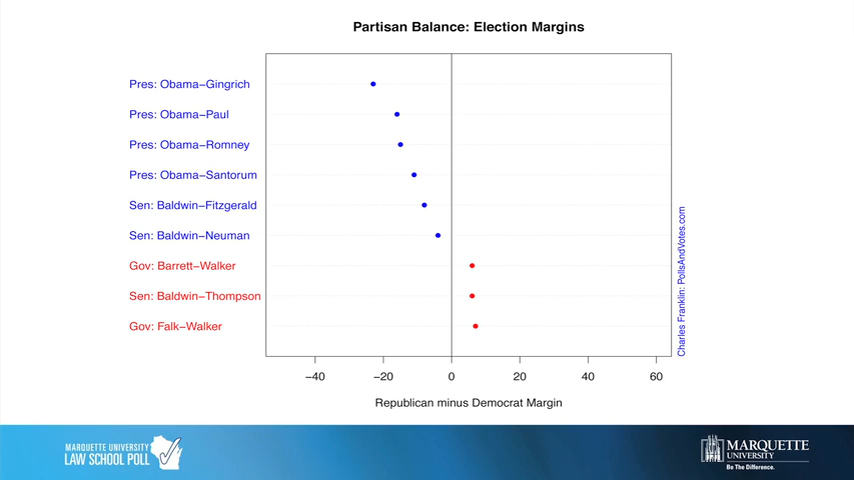 Partisan Balance: Election Margins
Pres: Obama−Gingrich
Pres: Obama−Paul
Pres: Obama−Romney
Pres: Obama−Santorum
Sen: Baldwin−Fitzgerald
Sen: Baldwin−Neuman
Gov: Barrett−Walker
Sen: Baldwin−Thompson
Gov: Falk−Walker
Charles Franklin: PollsAndVotes.com
−40 −20 0 20 40 60
Republican minus Democrat Margin
MARQUETTE UNIVERSITY
LAW SCHOOL POLL
MARQUETTE
UNIVERSITY
Be The Difference.